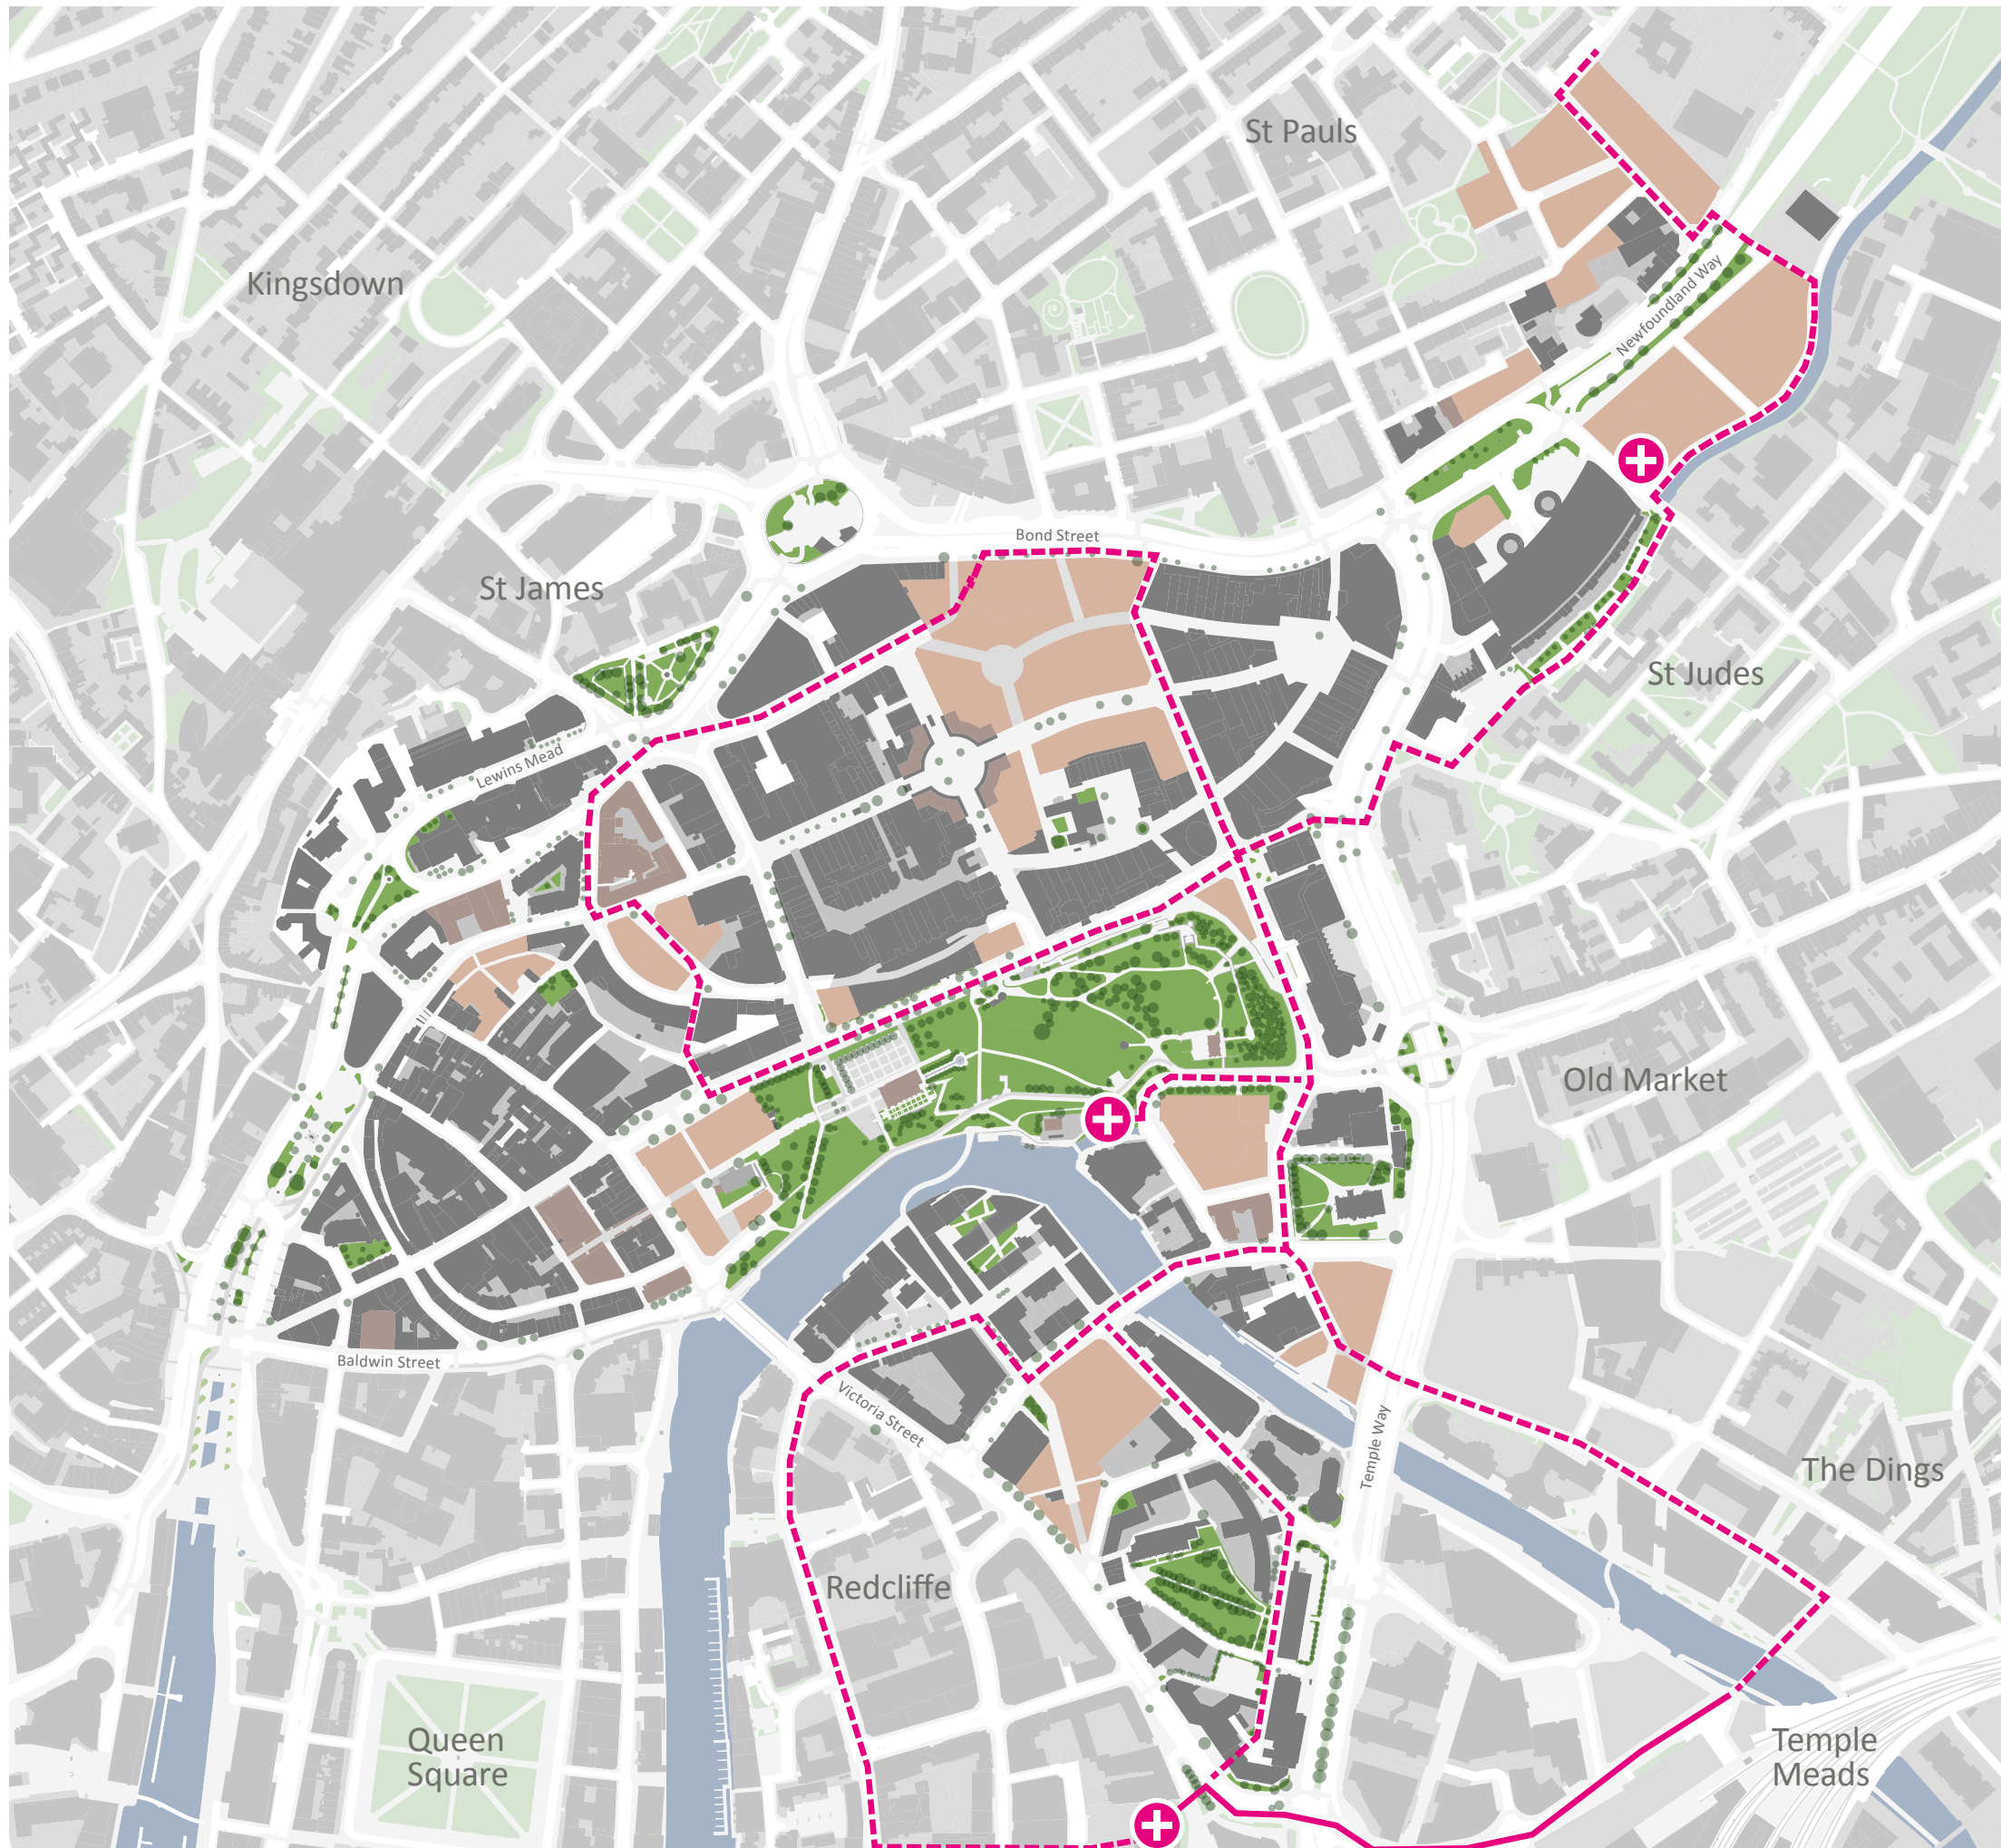 St Pauls
Kingsdown
Newfoundland Way
Bond Street
St James
St Judes
Lewins Mead
Old Market
Baldwin Street
Victoria Street
Temple Way
The Dings
Redcliffe
Queen
Square
Temple
Meads